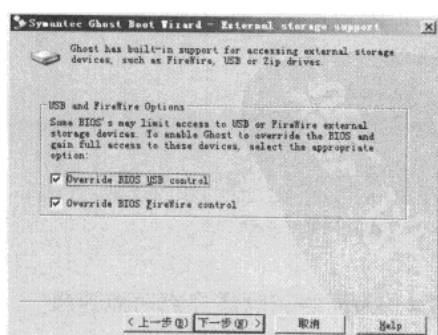 Symantec Ghost Boot Wizard - External storage support
Ghost has built-in support for accessing external storage
devices, such as FireWire, USB or Zip drives.
USB and FireWire Options
Some BIOS's may limit access to USB or FireWire external
storage devices. To enable Ghost to override the BIOS and
gain full access to these devices, select the appropriate
option:
Override BIOS USB control
Override BIOS FireWire control
< 上一步(B) 下一步(N) > 取消 Help